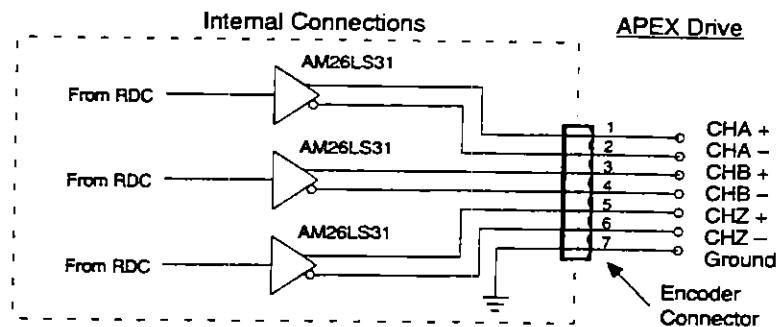 Internal Connections
APEX Drive
AM26LS31
From RDC
AM26LS31
From RDC
AM26LS31
From RDC
1 CHA +
2 CHA –
3 CHB +
4 CHB –
5 CHZ +
6 CHZ –
7 Ground
Encoder
Connector